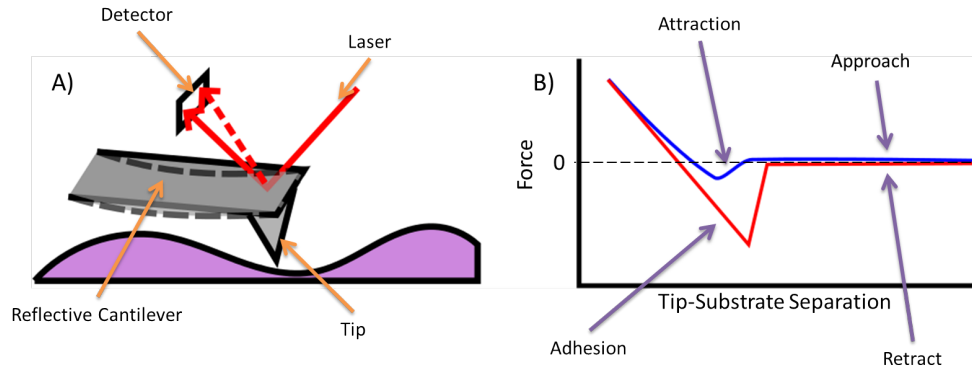 Detector
Laser
A)
Reflective Cantilever
Tip
Attraction
Approach
B)
Force
0
Tip-Substrate Separation
Adhesion
Retract